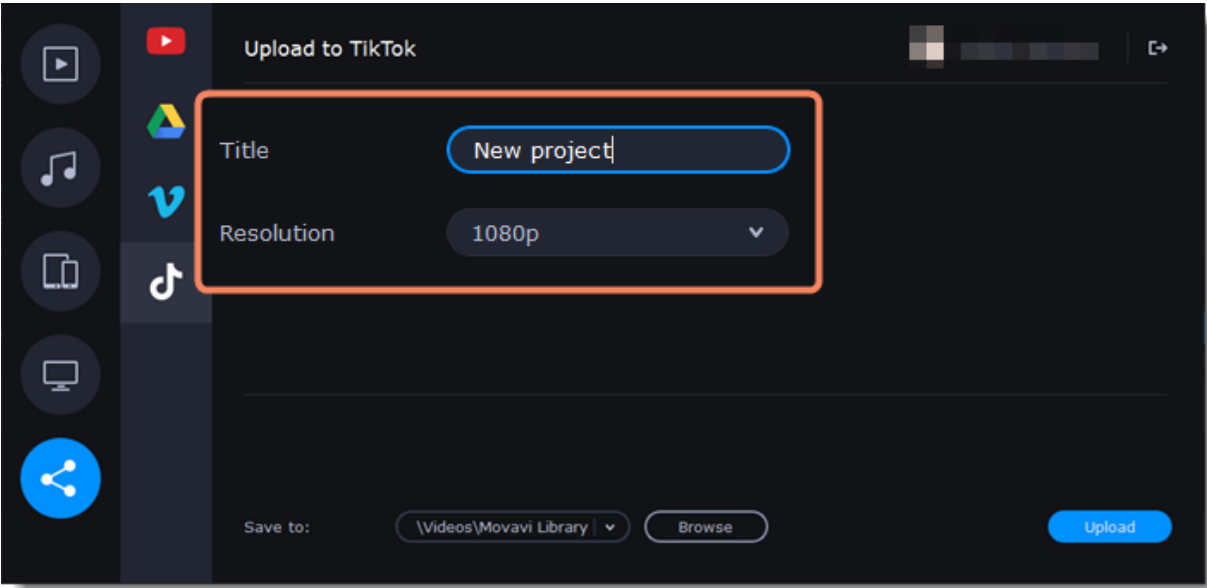 Upload to TikTok
Title
New project
Resolution
1080p
Save to:
\Videos\Movavi Library
Browse
Upload